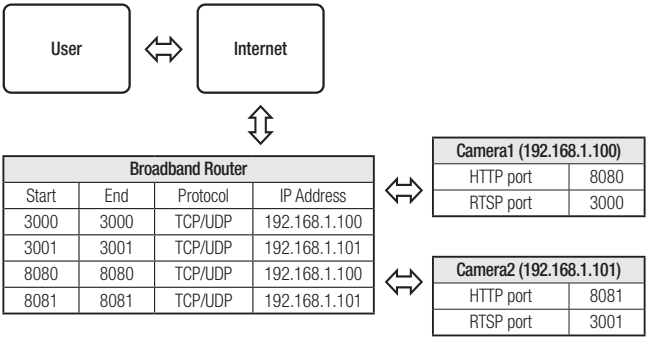 User
Internet
Broadband Router
Start End Protocol IP Address
3000 3000 TCP/UDP 192.168.1.100
3001 3001 TCP/UDP 192.168.1.101
8080 8080 TCP/UDP 192.168.1.100
8081 8081 TCP/UDP 192.168.1.101
Camera1 (192.168.1.100)
HTTP port 8080
RTSP port 3000
Camera2 (192.168.1.101)
HTTP port 8081
RTSP port 3001